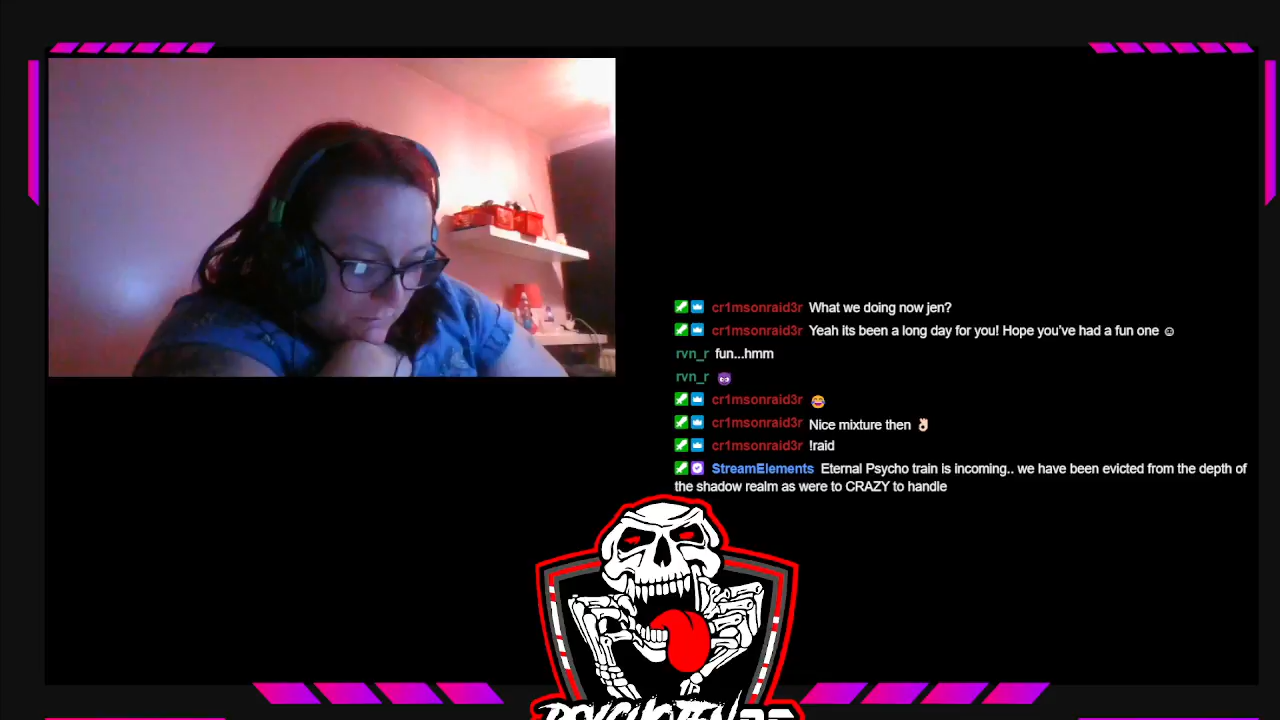 cr1msonraid3r What we doing now jen?
cr1msonraid3r Yeah its been a long day for you! Hope you've had a fun one ☺
rvn_r fun...hmm
rvn_r 😈
cr1msonraid3r 😂
cr1msonraid3r Nice mixture then 👌🏻
cr1msonraid3r !raid
StreamElements Eternal Psycho train is incoming.. we have been evicted from the depth of
the shadow realm as were to CRAZY to handle